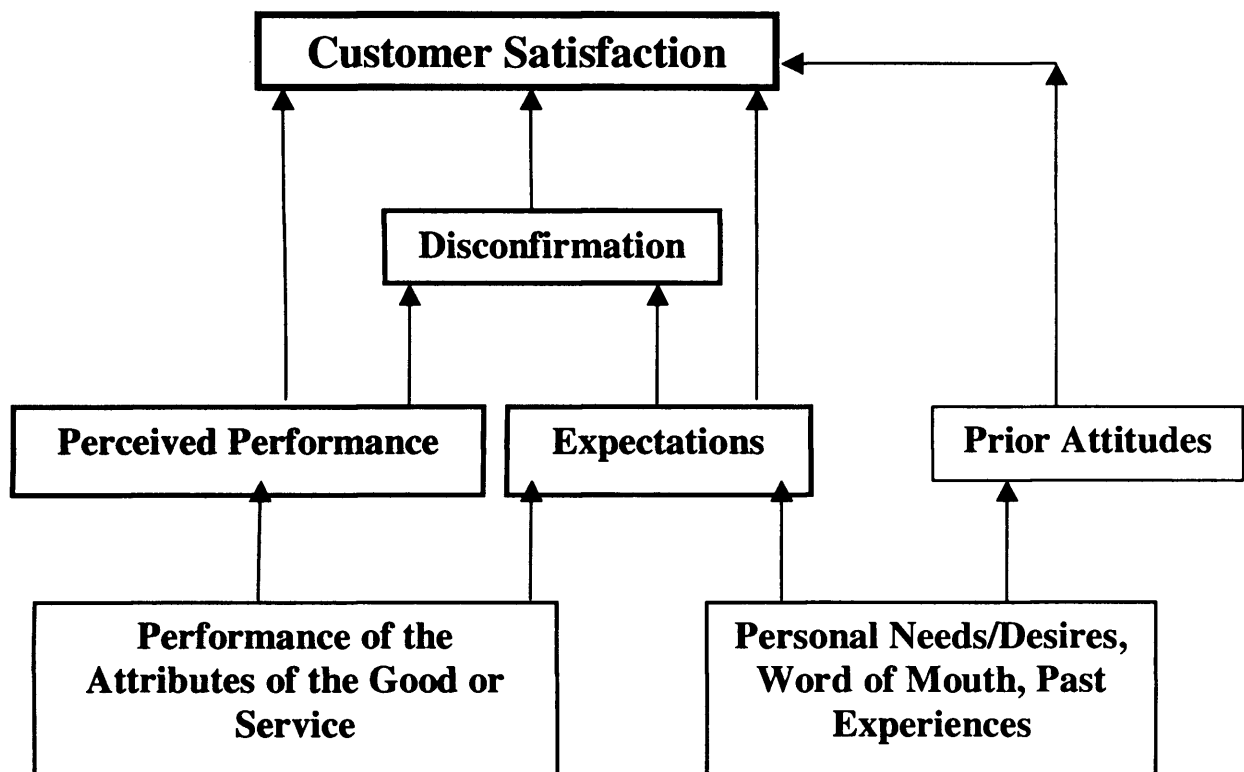 Customer Satisfaction
Disconfirmation
Perceived Performance
Expectations
Prior Attitudes
Performance of the
Attributes of the Good or
Service
Personal Needs/Desires,
Word of Mouth, Past
Experiences